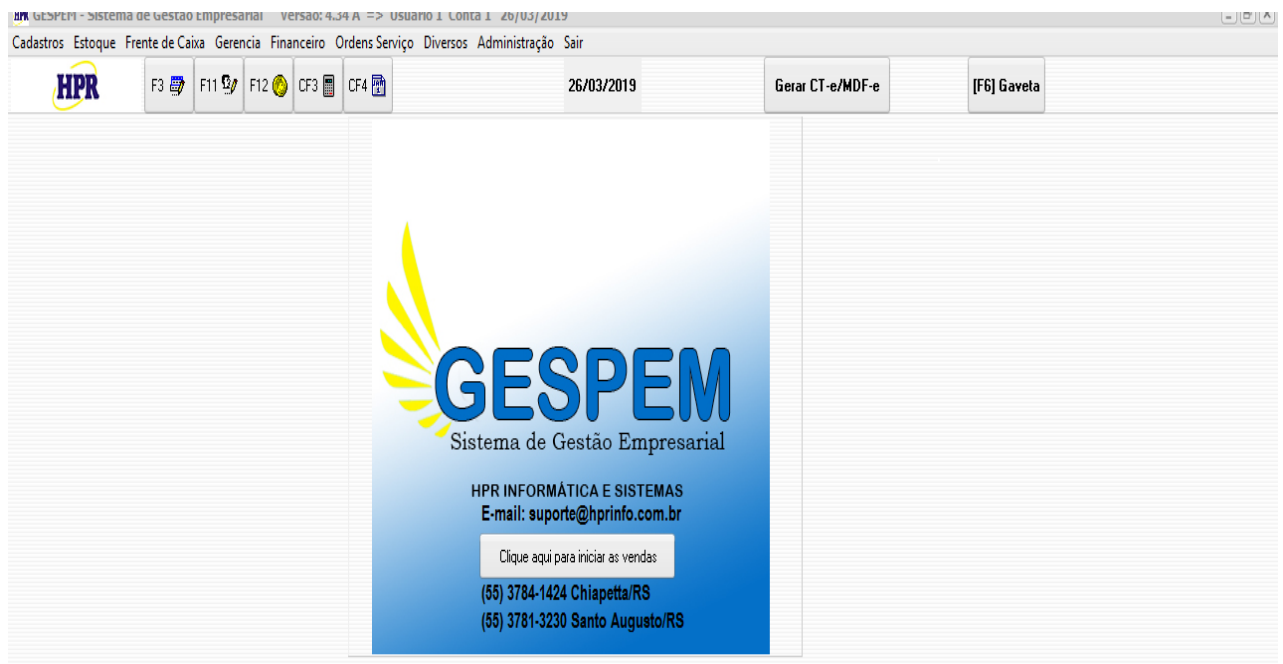 HPR GESPEM - Sistema de Gestão Empresarial Versão: 4.34 A => Usuário 1 Conta 1 26/03/2019
Cadastros Estoque Frente de Caixa Gerencia Financeiro Ordens Serviço Diversos Administração Sair
HPR F3 F11 F12 CF3 CF4 26/03/2019 Gerar CT-e/MDF-e [F6] Gaveta
GESPEM
Sistema de Gestão Empresarial
HPR INFORMÁTICA E SISTEMAS
E-mail: suporte@hprinfo.com.br
Clique aqui para iniciar as vendas
(55) 3784-1424 Chiapetta/RS
(55) 3781-3230 Santo Augusto/RS